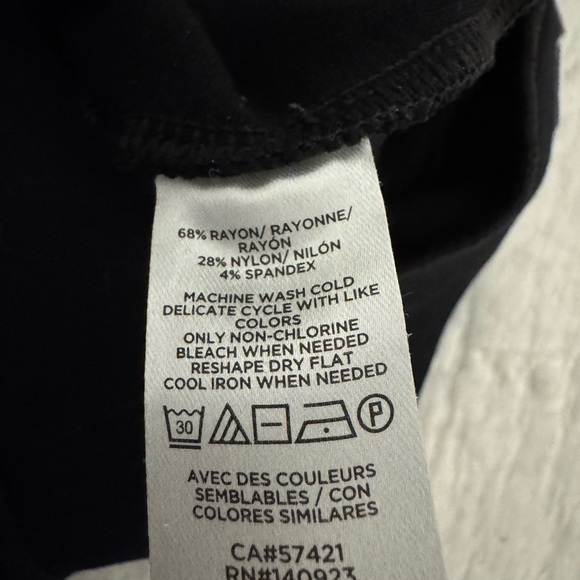 68% RAYON/ RAYONNE/
RAYÓN
28% NYLON/ NILÓN
4% SPANDEX
MACHINE WASH COLD
DELICATE CYCLE WITH LIKE
COLORS
ONLY NON-CHLORINE
BLEACH WHEN NEEDED
RESHAPE DRY FLAT
COOL IRON WHEN NEEDED
30 P
AVEC DES COULEURS
SEMBLABLES / CON
COLORES SIMILARES
CA#57421
RN#140923